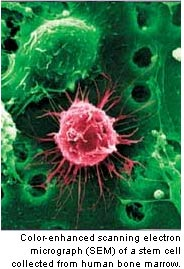 Color-enhanced scanning electron
micrograph (SEM) of a stem cell
collected from human bone marrow.